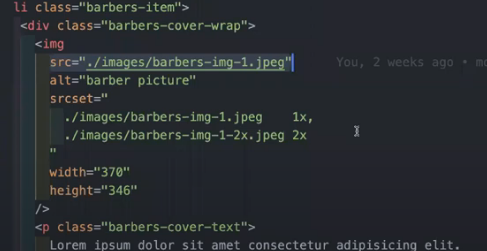 li class="barbers-item">
<div class="barbers-cover-wrap">
<img
src="./images/barbers-img-1.jpeg" You, 2 weeks ago • mo
alt="barber picture"
srcset="
./images/barbers-img-1.jpeg 1x,
./images/barbers-img-1-2x.jpeg 2x
"
width="370"
height="346"
/>
<p class="barbers-cover-text">
Lorem ipsum dolor sit amet consectetur adipisicing elit.